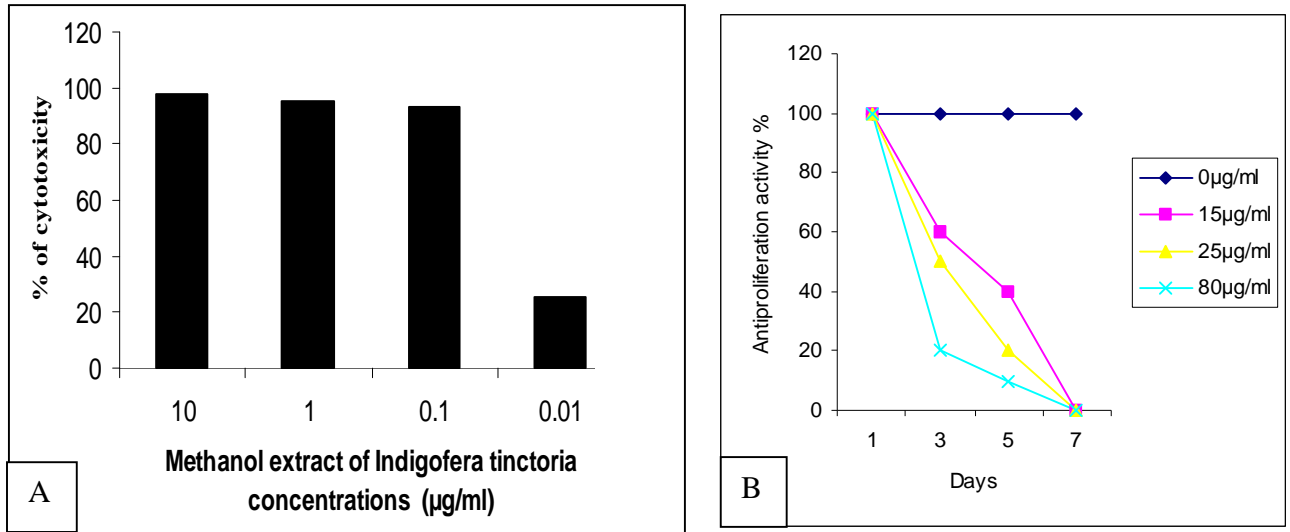 % of cytotoxicity
120
100
80
60
40
20
0
10 1 0.1 0.01
Methanol extract of Indigofera tinctoria
concentrations (µg/ml)
A
Antiproliferation activity %
120
100
80
60
40
20
0
1 3 5 7
Days
0µg/ml
15µg/ml
25µg/ml
80µg/ml
B